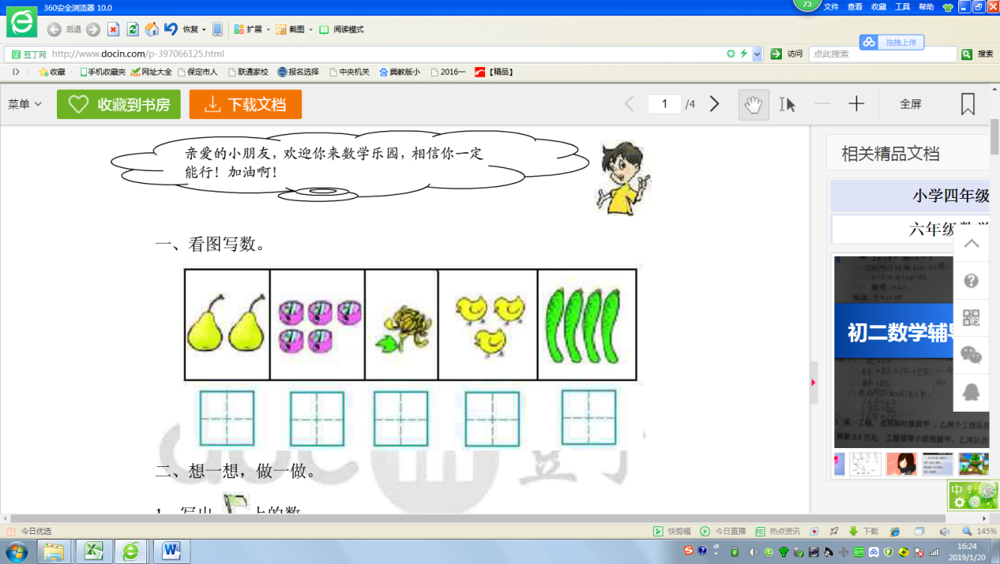 360安全浏览器 10.0
73
文件 查看 收藏 工具 帮助
后退 恢复 扩展 截图 阅读模式
豆丁网 http://www.docin.com/p-397066125.html
访问 点此搜索 搜索
拖拽上传
收藏 手机收藏夹 网址大全 保定市人 联通家校 报名选择 中央机关 冀教版小 2016一 【精品】
菜单 收藏到书房 下载文档 1 /4 全屏
亲爱的小朋友，欢迎你来数学乐园，相信你一定
能行！加油啊！
相关精品文档
小学四年级
六年级数学
一、看图写数。
初二数学辅导
二、想一想，做一做。
豆丁
1、写出 上的数
中
今日优选 快剪辑 今日直播 热点资讯 下载 145%
16:24
2019/1/20